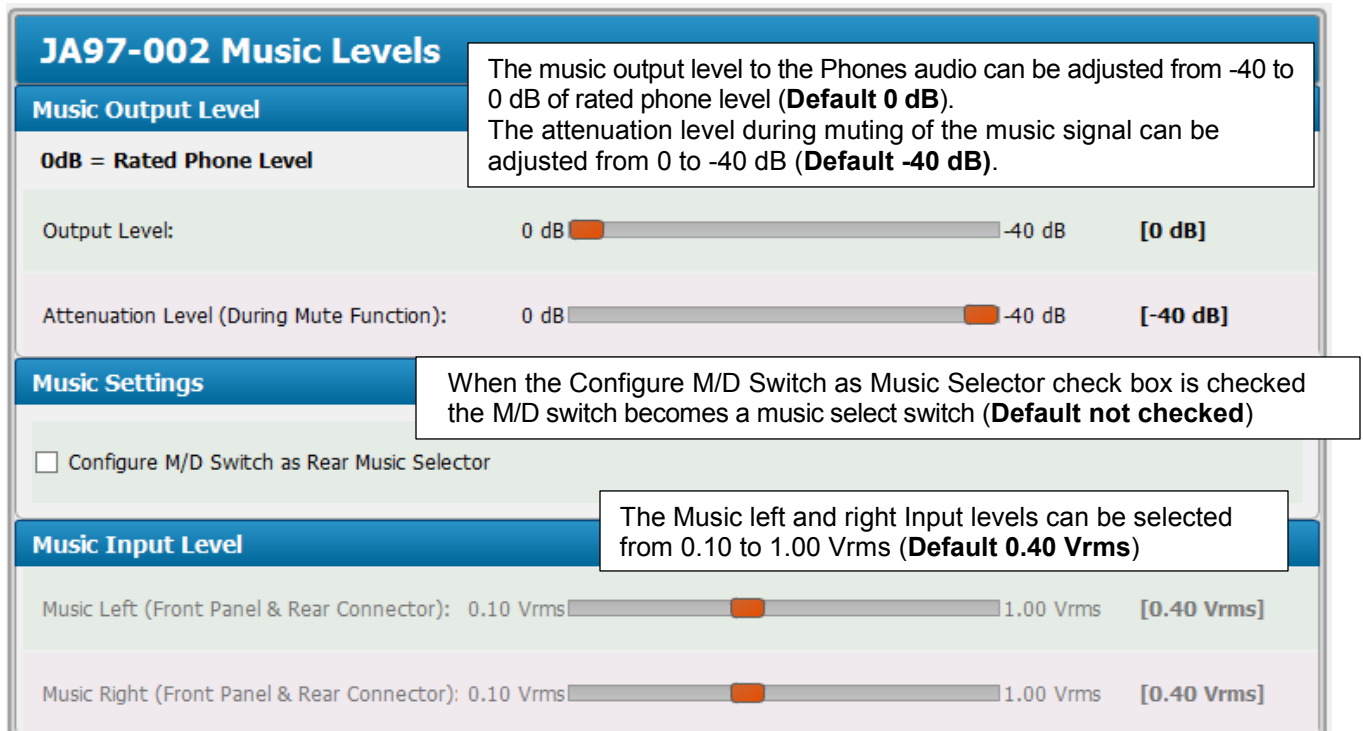 JA97-002 Music Levels
The music output level to the Phones audio can be adjusted from -40 to
0 dB of rated phone level (Default 0 dB).
The attenuation level during muting of the music signal can be
adjusted from 0 to -40 dB (Default -40 dB).
Music Output Level
0dB = Rated Phone Level
Output Level: 0 dB -40 dB [0 dB]
Attenuation Level (During Mute Function): 0 dB -40 dB [-40 dB]
Music Settings
When the Configure M/D Switch as Music Selector check box is checked
the M/D switch becomes a music select switch (Default not checked)
Configure M/D Switch as Rear Music Selector
The Music left and right Input levels can be selected
from 0.10 to 1.00 Vrms (Default 0.40 Vrms)
Music Input Level
Music Left (Front Panel & Rear Connector): 0.10 Vrms 1.00 Vrms [0.40 Vrms]
Music Right (Front Panel & Rear Connector): 0.10 Vrms 1.00 Vrms [0.40 Vrms]